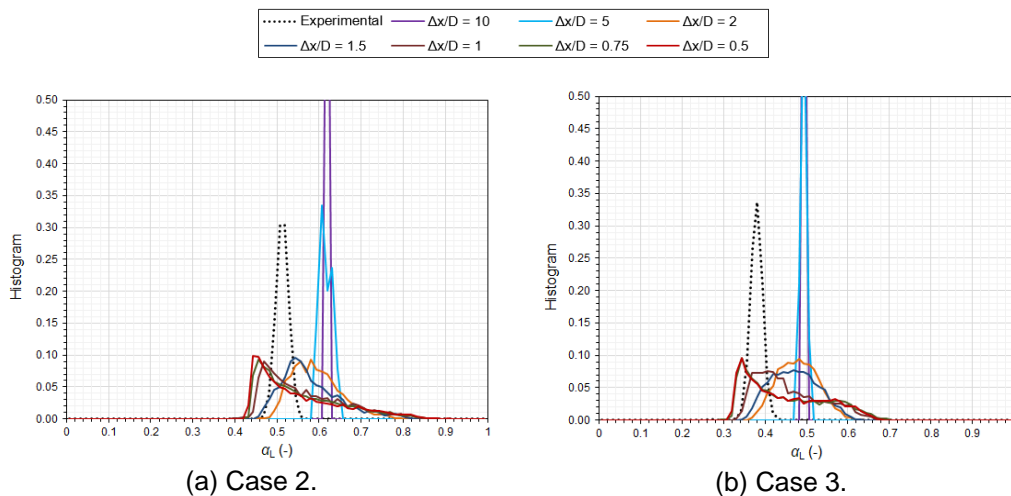 Experimental Δx/D = 10 Δx/D = 5 Δx/D = 2
Δx/D = 1.5 Δx/D = 1 Δx/D = 0.75 Δx/D = 0.5
0.50
0.45
0.40
0.35
0.30
0.25
0.20
0.15
0.10
0.05
0.00
Histogram
0 0.1 0.2 0.3 0.4 0.5 0.6 0.7 0.8 0.9 1
αL (-)
(a) Case 2.
0.50
0.45
0.40
0.35
0.30
0.25
0.20
0.15
0.10
0.05
0.00
Histogram
0 0.1 0.2 0.3 0.4 0.5 0.6 0.7 0.8 0.9
αL (-)
(b) Case 3.